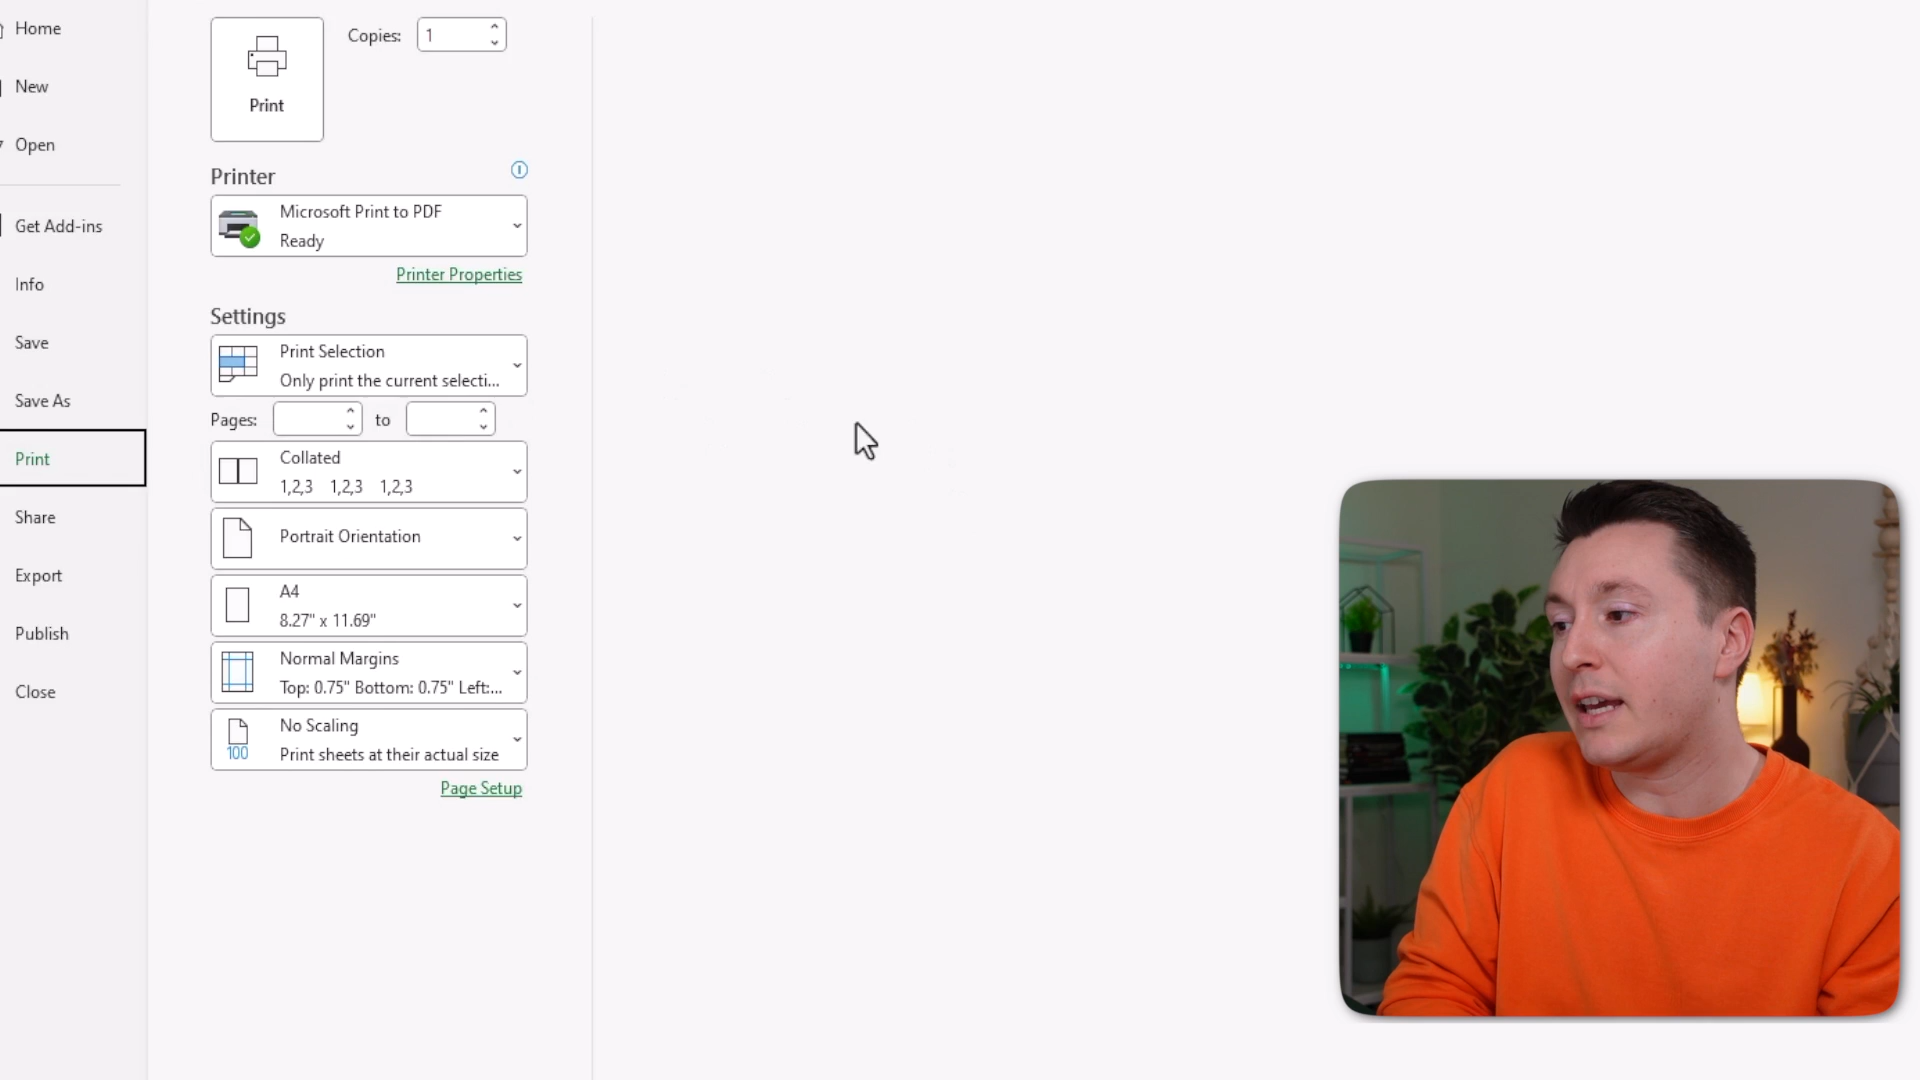 Home
New
Open
Get Add-ins
Info
Save
Save As
Print
Share
Export
Publish
Close
Print
Copies: 1
Printer
Microsoft Print to PDF
Ready
Printer Properties
Settings
Print Selection
Only print the current selecti...
Pages: to
Collated
1,2,3 1,2,3 1,2,3
Portrait Orientation
A4
8.27" x 11.69"
Normal Margins
Top: 0.75" Bottom: 0.75" Left:...
No Scaling
100
Print sheets at their actual size
Page Setup